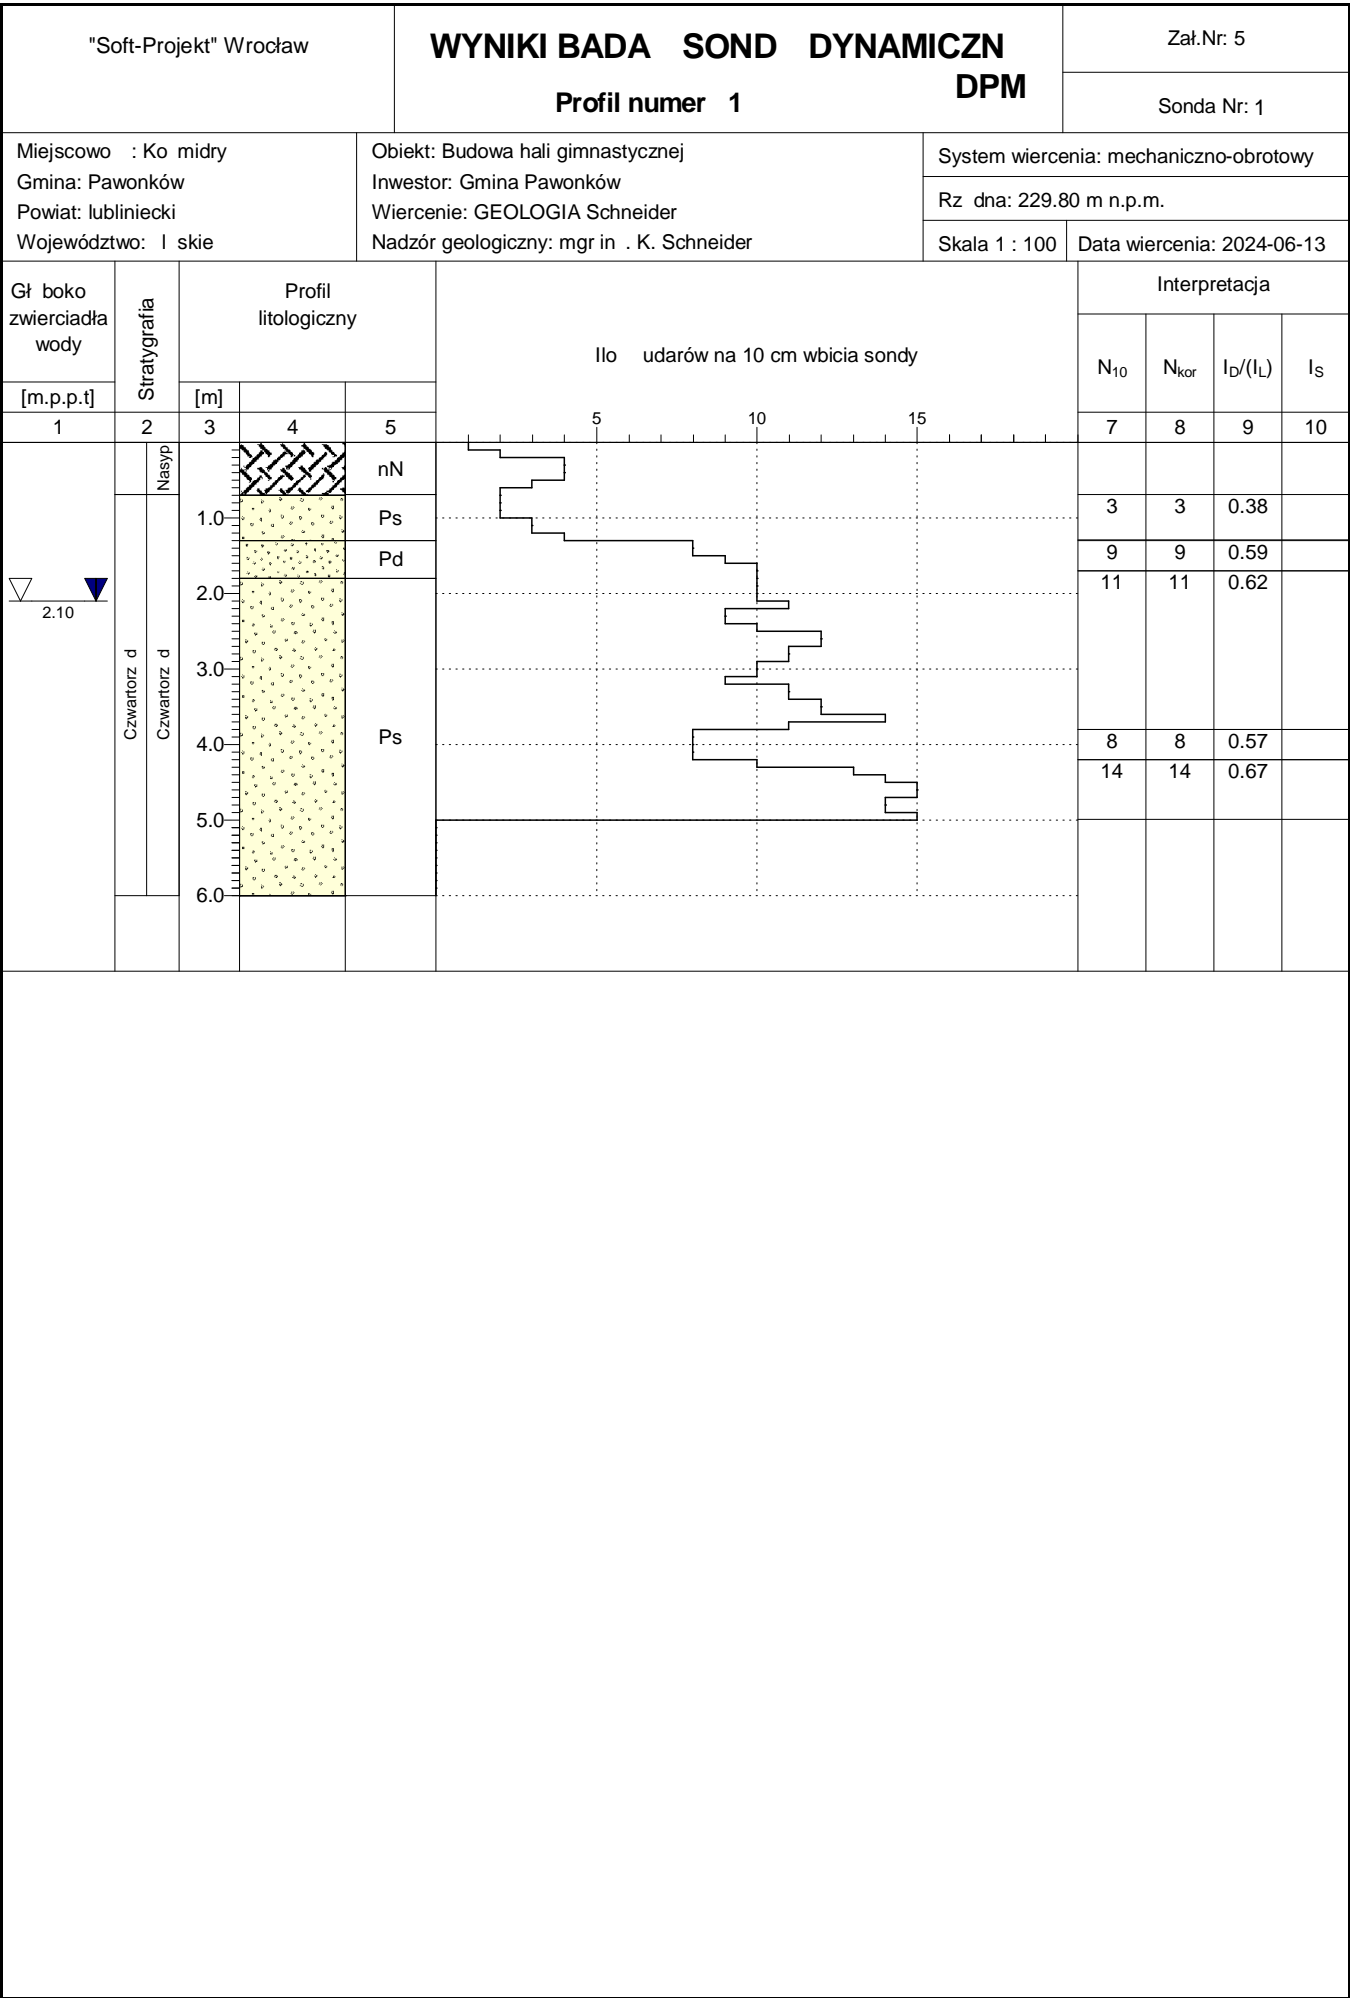 "Soft-Projekt" Wrocław
WYNIKI BADA SOND DYNAMICZN
DPM
Profil numer 1
Zał.Nr: 5
Sonda Nr: 1
Miejscowo : Ko midry
Gmina: Pawonków
Powiat: lubliniecki
Województwo: l skie
Obiekt: Budowa hali gimnastycznej
Inwestor: Gmina Pawonków
Wiercenie: GEOLOGIA Schneider
Nadzór geologiczny: mgr in . K. Schneider
System wiercenia: mechaniczno-obrotowy
Rz dna: 229.80 m n.p.m.
Skala 1 : 100
Data wiercenia: 2024-06-13
Gł boko
zwierciadła
wody
[m.p.p.t]
Stratygrafia
Profil
litologiczny
[m]
Ilo udarów na 10 cm wbicia sondy
Interpretacja
N10 Nkor ID/(IL) IS
5 10 15
1 2 3 4 5 7 8 9 10
Nasyp
nN
1.0
Ps
3 3 0.38
Pd
9 9 0.59
2.0
11 11 0.62
2.10
3.0
Czwartorz d
Czwartorz d
Ps
4.0
8 8 0.57
14 14 0.67
5.0
6.0